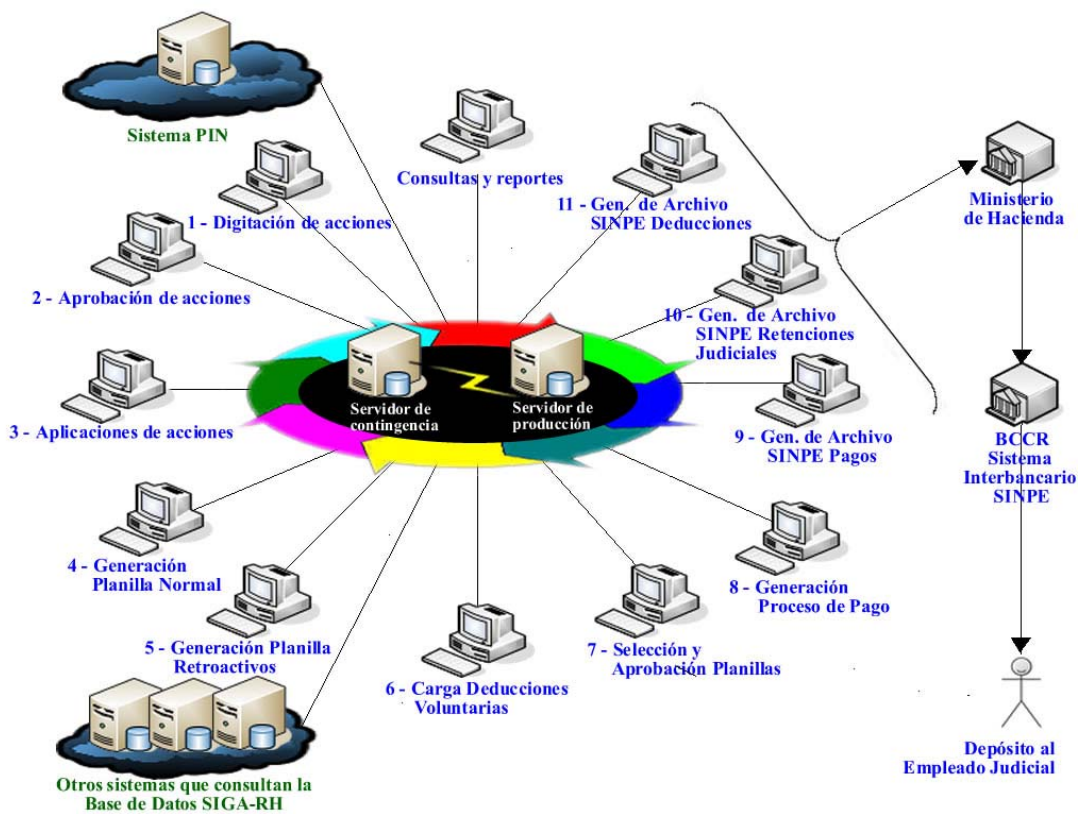 Sistema PIN
Consultas y reportes
1 - Digitación de acciones
2 - Aprobación de acciones
3 - Aplicaciones de acciones
4 - Generación
Planilla Normal
5 - Generación Planilla
Retroactivos
6 - Carga Deducciones
Voluntarias
7 - Selección y
Aprobación Planillas
8 - Generación
Proceso de Pago
9 - Gen. de Archivo
SINPE Pagos
10 - Gen. de Archivo
SINPE Retenciones
Judiciales
11 - Gen. de Archivo
SINPE Deducciones
Servidor de
contingencia
Servidor de
producción
Otros sistemas que consultan la
Base de Datos SIGA-RH
Ministerio
de Hacienda
BCCR
Sistema
Interbancario
SINPE
Depósito al
Empleado Judicial